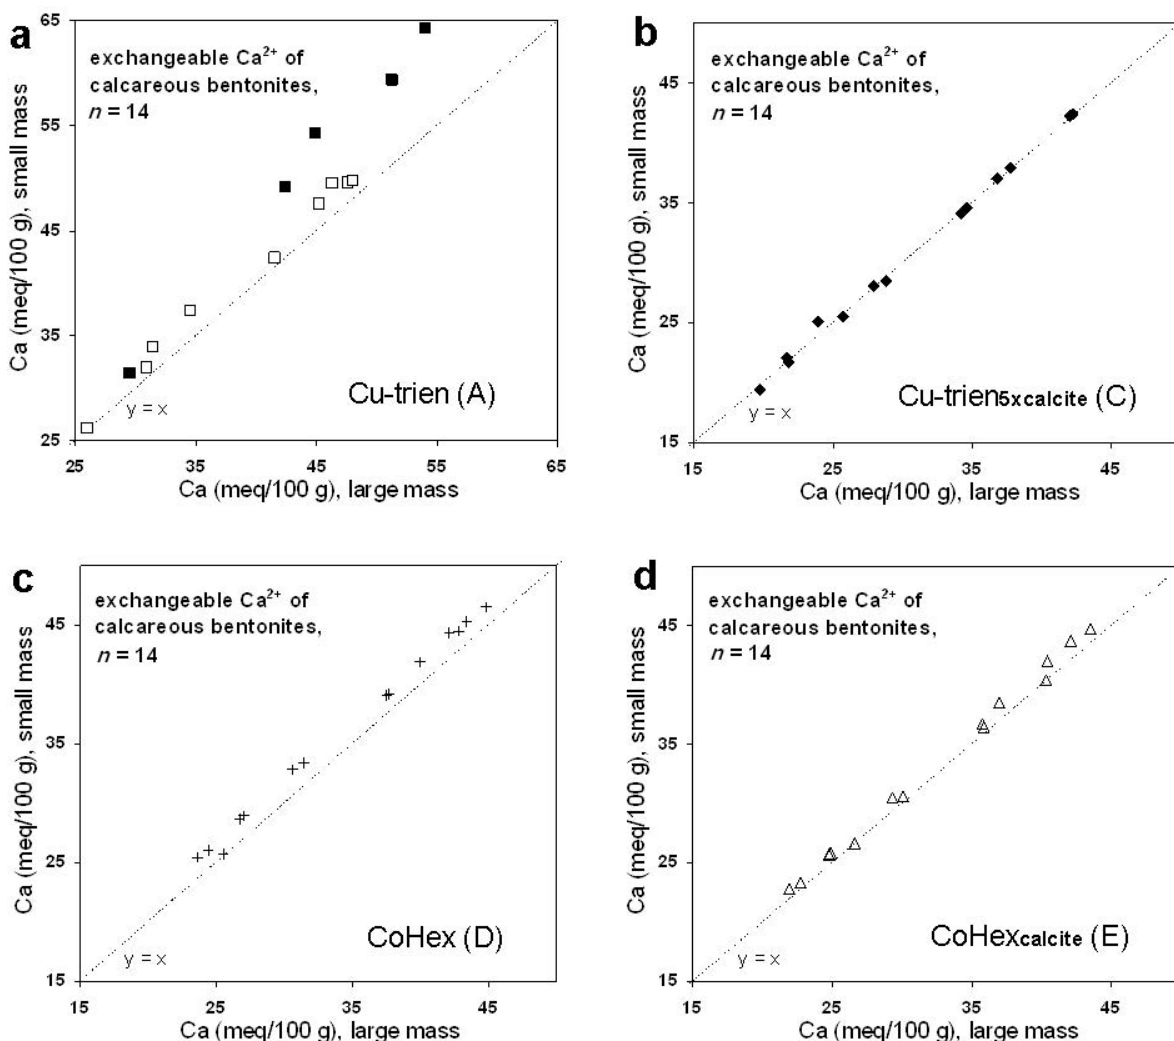 a
exchangeable Ca²⁺ of
calcareous bentonites,
n = 14
Cu-trien (A)
y = x
65
55
45
35
25
25 35 45 55 65
Ca (meq/100 g), small mass
Ca (meq/100 g), large mass
b
exchangeable Ca²⁺ of
calcareous bentonites,
n = 14
Cu-trien5xcalcite (C)
y = x
45
35
25
15
15 25 35 45
Ca (meq/100 g), small mass
Ca (meq/100 g), large mass
c
exchangeable Ca²⁺ of
calcareous bentonites,
n = 14
CoHex (D)
y = x
45
35
25
15
15 25 35 45
Ca (meq/100 g), small mass
Ca (meq/100 g), large mass
d
exchangeable Ca²⁺ of
calcareous bentonites,
n = 14
CoHexcalcite (E)
y = x
45
35
25
15
15 25 35 45
Ca (meq/100 g), small mass
Ca (meq/100 g), large mass